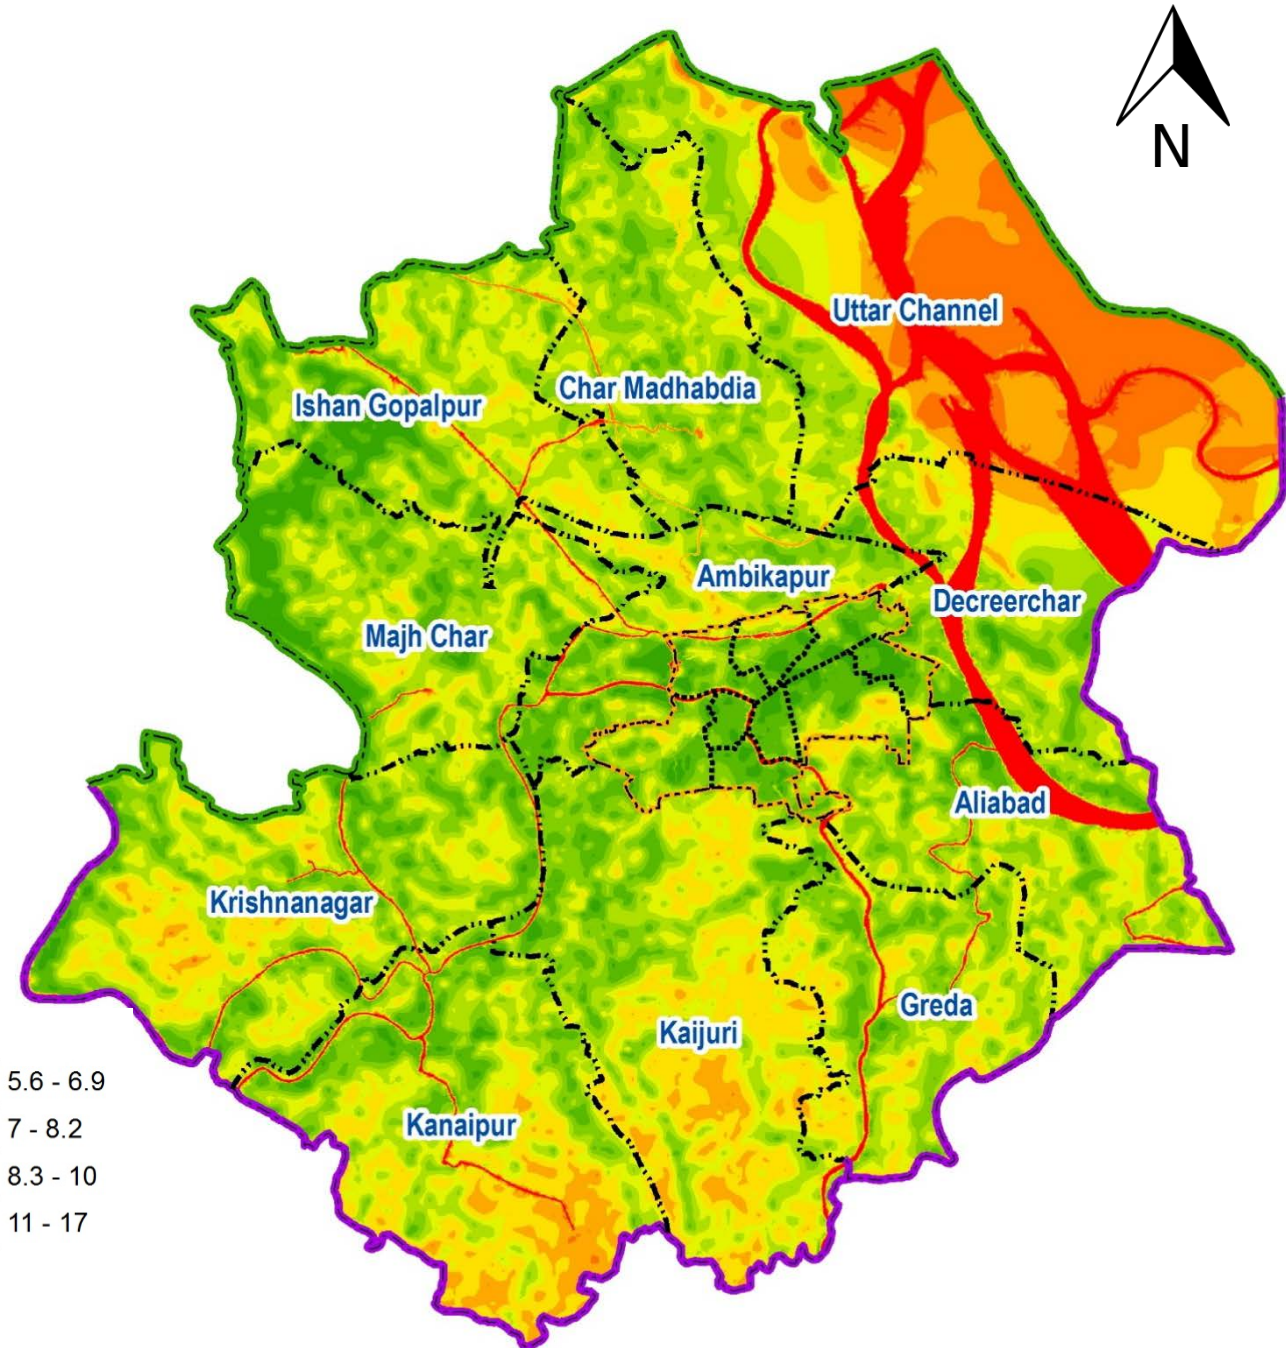 N
Uttar Channel
Char Madhabdia
Ishan Gopalpur
Ambikapur
Decreerchar
Majh Char
Aliabad
Krishnanagar
Greda
Kaijuri
Kanaipur
5.6 - 6.9
7 - 8.2
8.3 - 10
11 - 17